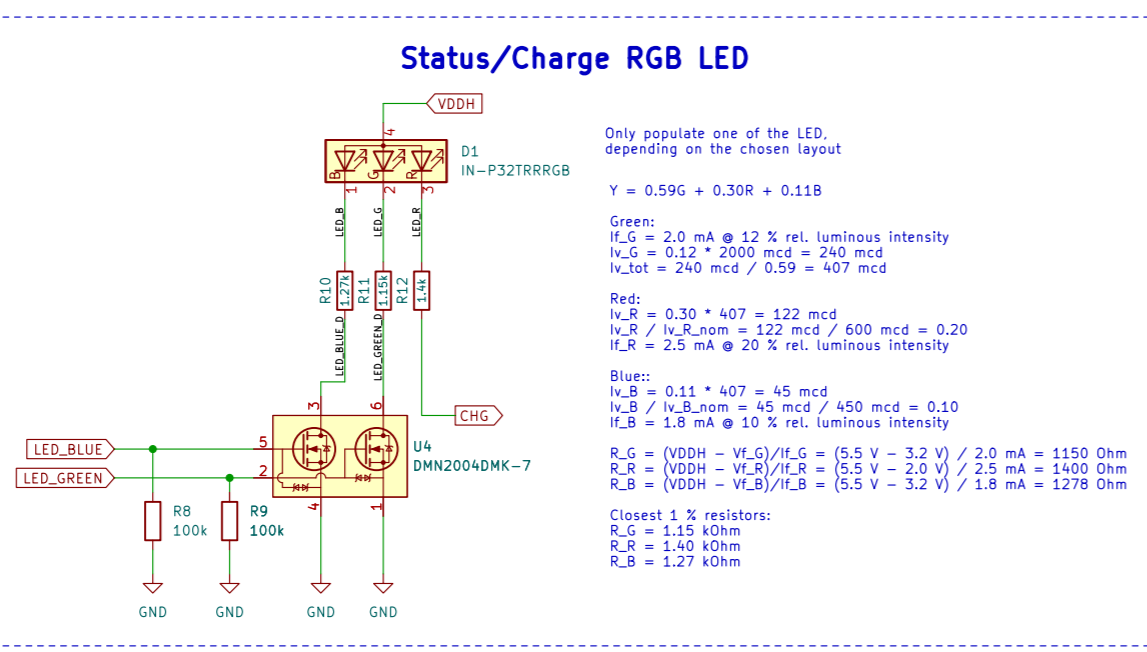 Status/Charge RGB LED
VDDH
4
D1
IN-P32TRRRGB
B
G
R
1
2
3
LED_B
LED_G
LED_R
R10
1.27k
R11
1.15k
R12
1.4k
LED_BLUE_D
LED_GREEN_D
CHG
3
6
U4
DMN2004DMK-7
LED_BLUE
5
LED_GREEN
2
4
1
R8
100k
R9
100k
GND
GND
GND
GND
Only populate one of the LED,
depending on the chosen layout
Y = 0.59G + 0.30R + 0.11B
Green:
If_G = 2.0 mA @ 12 % rel. luminous intensity
Iv_G = 0.12 * 2000 mcd = 240 mcd
Iv_tot = 240 mcd / 0.59 = 407 mcd
Red:
Iv_R = 0.30 * 407 = 122 mcd
Iv_R / Iv_R_nom = 122 mcd / 600 mcd = 0.20
If_R = 2.5 mA @ 20 % rel. luminous intensity
Blue::
Iv_B = 0.11 * 407 = 45 mcd
Iv_B / Iv_B_nom = 45 mcd / 450 mcd = 0.10
If_B = 1.8 mA @ 10 % rel. luminous intensity
R_G = (VDDH - Vf_G)/If_G = (5.5 V - 3.2 V) / 2.0 mA = 1150 Ohm
R_R = (VDDH - Vf_R)/If_R = (5.5 V - 2.0 V) / 2.5 mA = 1400 Ohm
R_B = (VDDH - Vf_B)/If_B = (5.5 V - 3.2 V) / 1.8 mA = 1278 Ohm
Closest 1 % resistors:
R_G = 1.15 kOhm
R_R = 1.40 kOhm
R_B = 1.27 kOhm